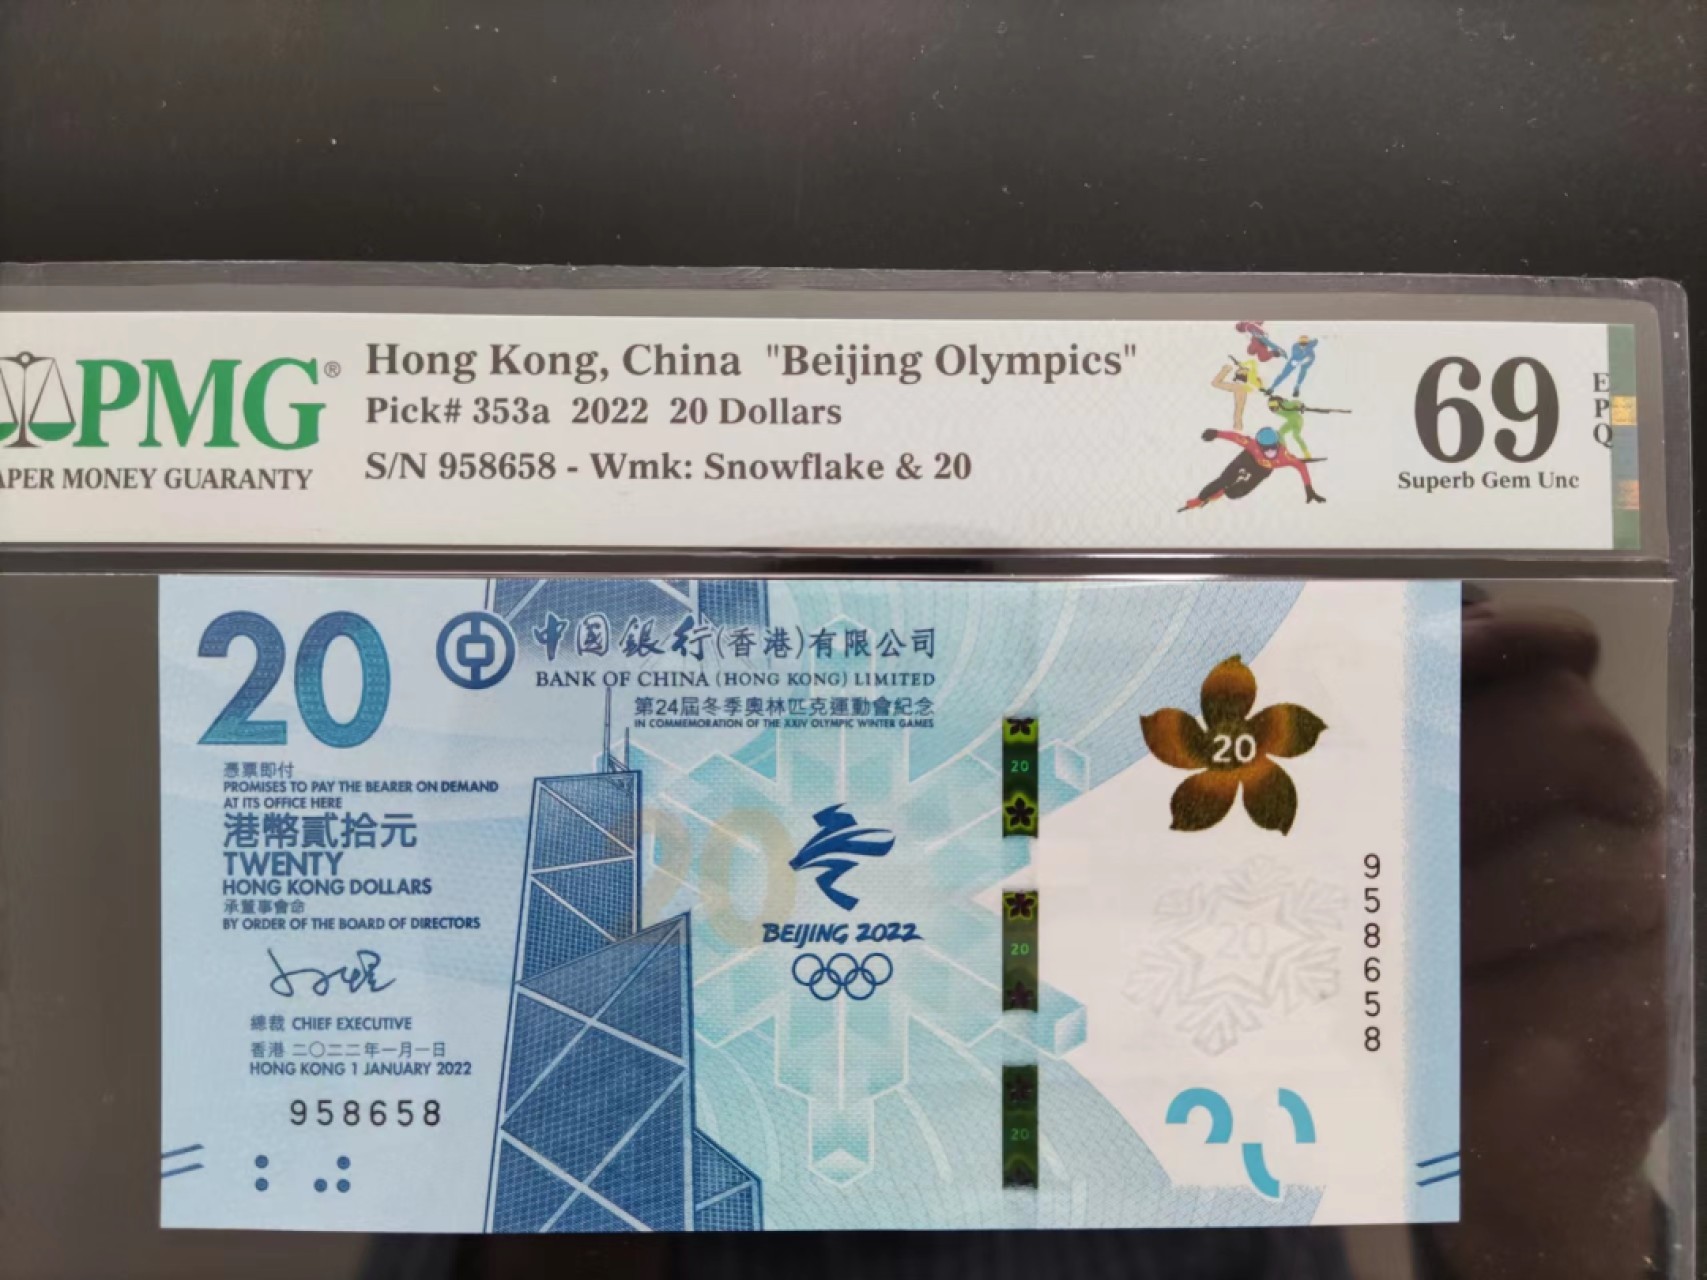 PMG®
APER MONEY GUARANTY
Hong Kong, China "Beijing Olympics"
Pick# 353a 2022 20 Dollars
S/N 958658 - Wmk: Snowflake & 20
69
EPQ
Superb Gem Unc
20
中国银行(香港)有限公司
BANK OF CHINA (HONG KONG) LIMITED
第24屆冬季奧林匹克運動會紀念
IN COMMEMORATION OF THE XXIV OLYMPIC WINTER GAMES
憑票即付
PROMISES TO PAY THE BEARER ON DEMAND
AT ITS OFFICE HERE
港幣貳拾元
TWENTY
HONG KONG DOLLARS
承董事會命
BY ORDER OF THE BOARD OF DIRECTORS
總裁 CHIEF EXECUTIVE
香港 二〇二二年一月一日
HONG KONG 1 JANUARY 2022
958658
20
BEIJING 2022
20
20
20
20
20
958658
20